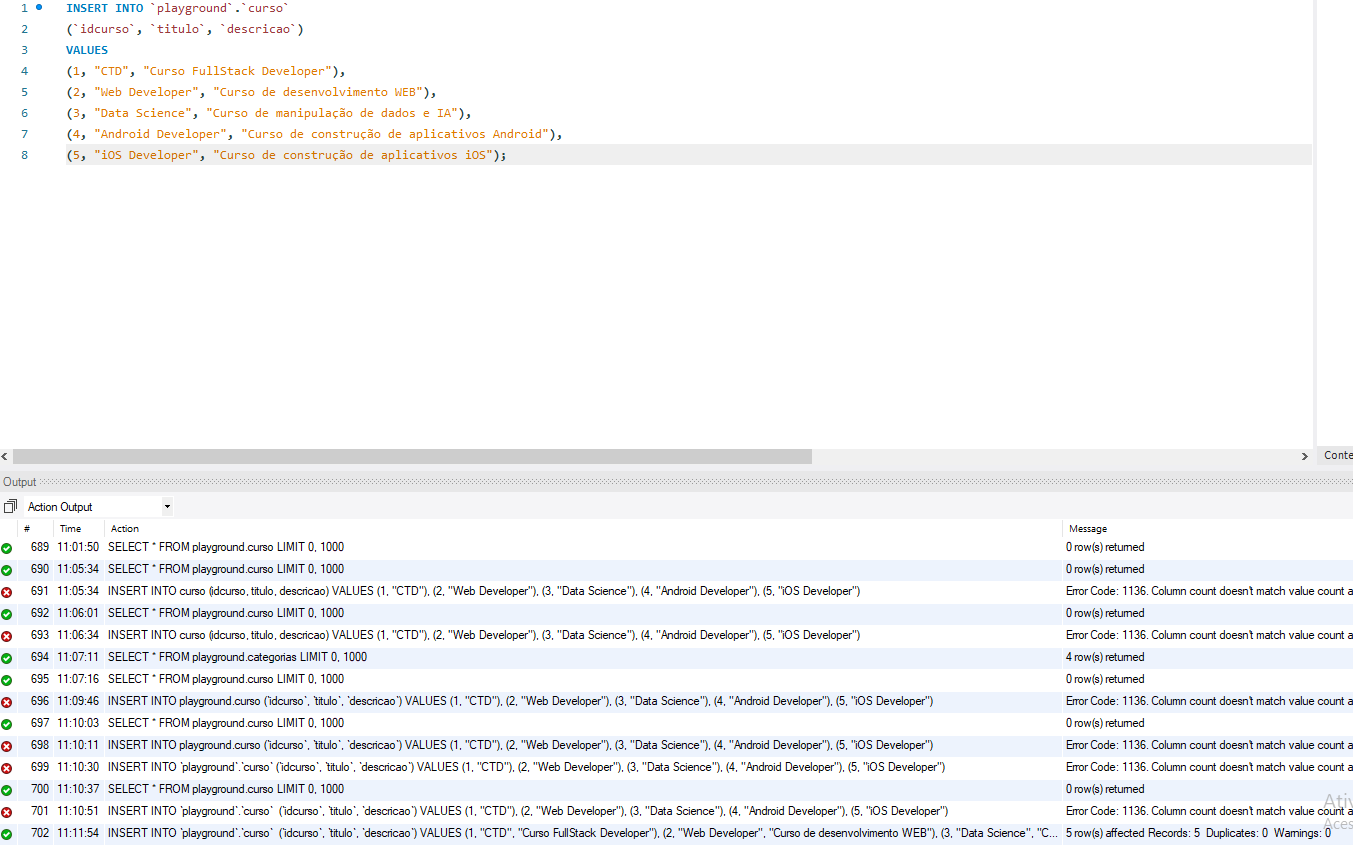 1 INSERT INTO `playground`.`curso`
2 (`idcurso`, `titulo`, `descricao`)
3 VALUES
4 (1, "CTD", "Curso FullStack Developer"),
5 (2, "Web Developer", "Curso de desenvolvimento WEB"),
6 (3, "Data Science", "Curso de manipulação de dados e IA"),
7 (4, "Android Developer", "Curso de construção de aplicativos Android"),
8 (5, "iOS Developer", "Curso de construção de aplicativos iOS");
Conte
Output
Action Output
# Time Action Message
689 11:01:50 SELECT * FROM playground.curso LIMIT 0, 1000 0 row(s) returned
690 11:05:34 SELECT * FROM playground.curso LIMIT 0, 1000 0 row(s) returned
691 11:05:34 INSERT INTO curso (idcurso, titulo, descricao) VALUES (1, "CTD"), (2, "Web Developer"), (3, "Data Science"), (4, "Android Developer"), (5, "iOS Developer") Error Code: 1136. Column count doesn't match value count a
692 11:06:01 SELECT * FROM playground.curso LIMIT 0, 1000 0 row(s) returned
693 11:06:34 INSERT INTO curso (idcurso, titulo, descricao) VALUES (1, "CTD"), (2, "Web Developer"), (3, "Data Science"), (4, "Android Developer"), (5, "iOS Developer") Error Code: 1136. Column count doesn't match value count a
694 11:07:11 SELECT * FROM playground.categorias LIMIT 0, 1000 4 row(s) returned
695 11:07:16 SELECT * FROM playground.curso LIMIT 0, 1000 0 row(s) returned
696 11:09:46 INSERT INTO playground.curso (`idcurso`, `titulo`, `descricao`) VALUES (1, "CTD"), (2, "Web Developer"), (3, "Data Science"), (4, "Android Developer"), (5, "iOS Developer") Error Code: 1136. Column count doesn't match value count a
697 11:10:03 SELECT * FROM playground.curso LIMIT 0, 1000 0 row(s) returned
698 11:10:11 INSERT INTO playground.curso (`idcurso`, `titulo`, `descricao`) VALUES (1, "CTD"), (2, "Web Developer"), (3, "Data Science"), (4, "Android Developer"), (5, "iOS Developer") Error Code: 1136. Column count doesn't match value count a
699 11:10:30 INSERT INTO `playground`.`curso` (`idcurso`, `titulo`, `descricao`) VALUES (1, "CTD"), (2, "Web Developer"), (3, "Data Science"), (4, "Android Developer"), (5, "iOS Developer") Error Code: 1136. Column count doesn't match value count a
700 11:10:37 SELECT * FROM playground.curso LIMIT 0, 1000 0 row(s) returned
701 11:10:51 INSERT INTO `playground`.`curso` (`idcurso`, `titulo`, `descricao`) VALUES (1, "CTD"), (2, "Web Developer"), (3, "Data Science"), (4, "Android Developer"), (5, "iOS Developer") Error Code: 1136. Column count doesn't match value count a
Ativ
702 11:11:54 INSERT INTO `playground`.`curso` (`idcurso`, `titulo`, `descricao`) VALUES (1, "CTD", "Curso FullStack Developer"), (2, "Web Developer", "Curso de desenvolvimento WEB"), (3, "Data Science", "C... 5 row(s) affected Records: 5 Duplicates: 0 Warnings: 0
Aces